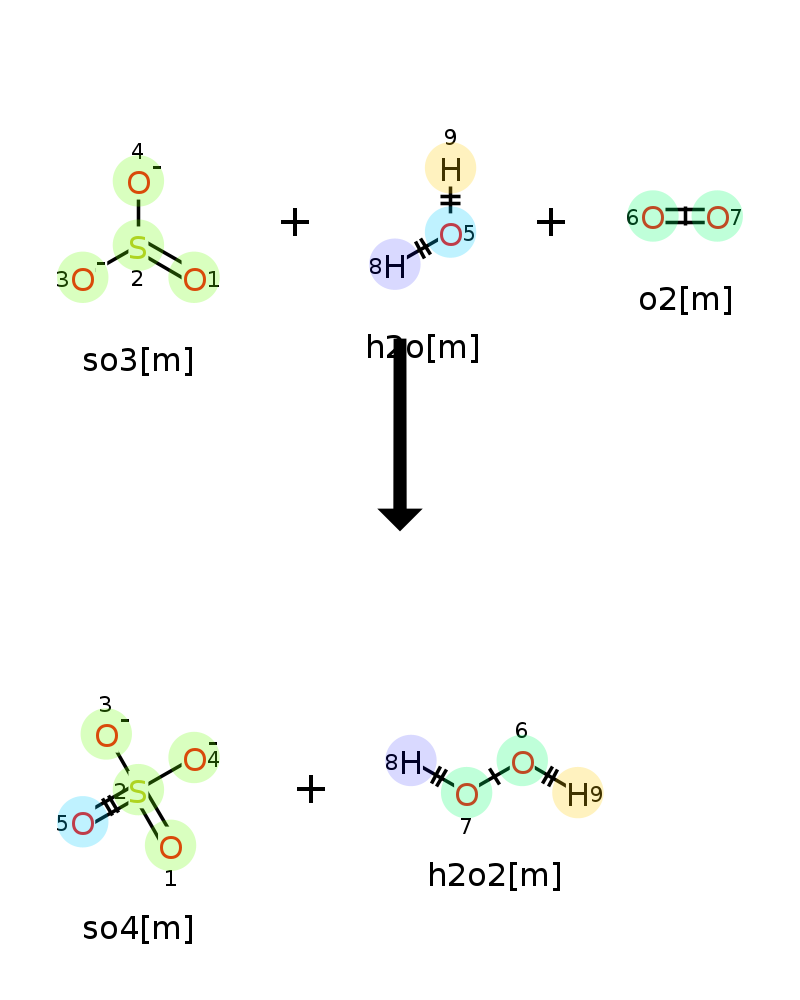 4
9
O-
H
+
+
6 O O 7
S
O 5
3 O-
2
O 1
8 H
so3[m]
h2o[m]
o2[m]
3
O-
O- 4
6
8 H
O
2 S
+
5 O
O
H 9
O
7
1
so4[m]
h2o2[m]